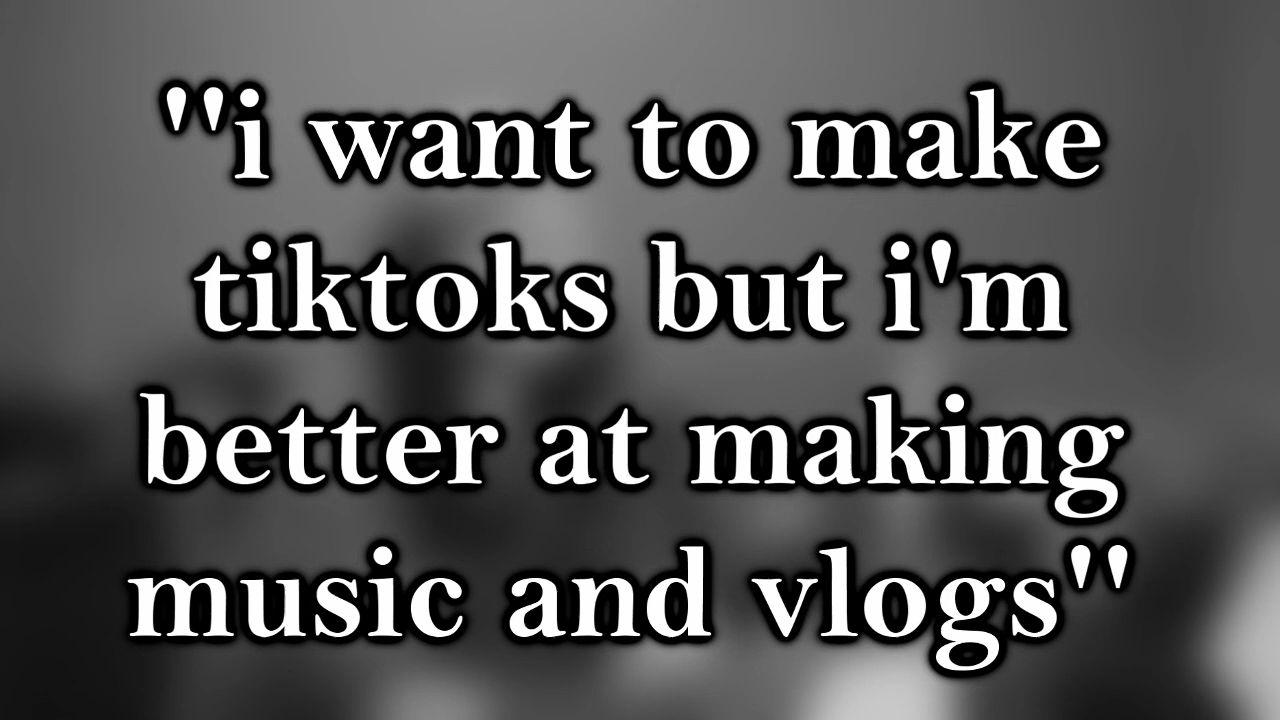 "i want to make
tiktoks but i'm
better at making
music and vlogs"